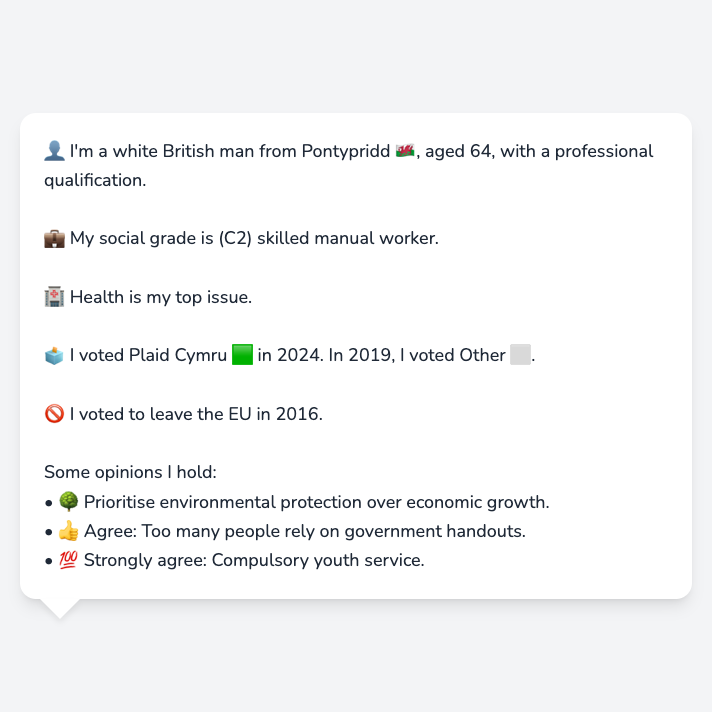 👤 I'm a white British man from Pontypridd 🏴󠁧󠁢󠁷󠁬󠁳󠁿, aged 64, with a professional
qualification.
💼 My social grade is (C2) skilled manual worker.
🏥 Health is my top issue.
🗳️ I voted Plaid Cymru 🟩 in 2024. In 2019, I voted Other ⬜.
🚫 I voted to leave the EU in 2016.
Some opinions I hold:
• 🌳 Prioritise environmental protection over economic growth.
• 👍 Agree: Too many people rely on government handouts.
• 💯 Strongly agree: Compulsory youth service.